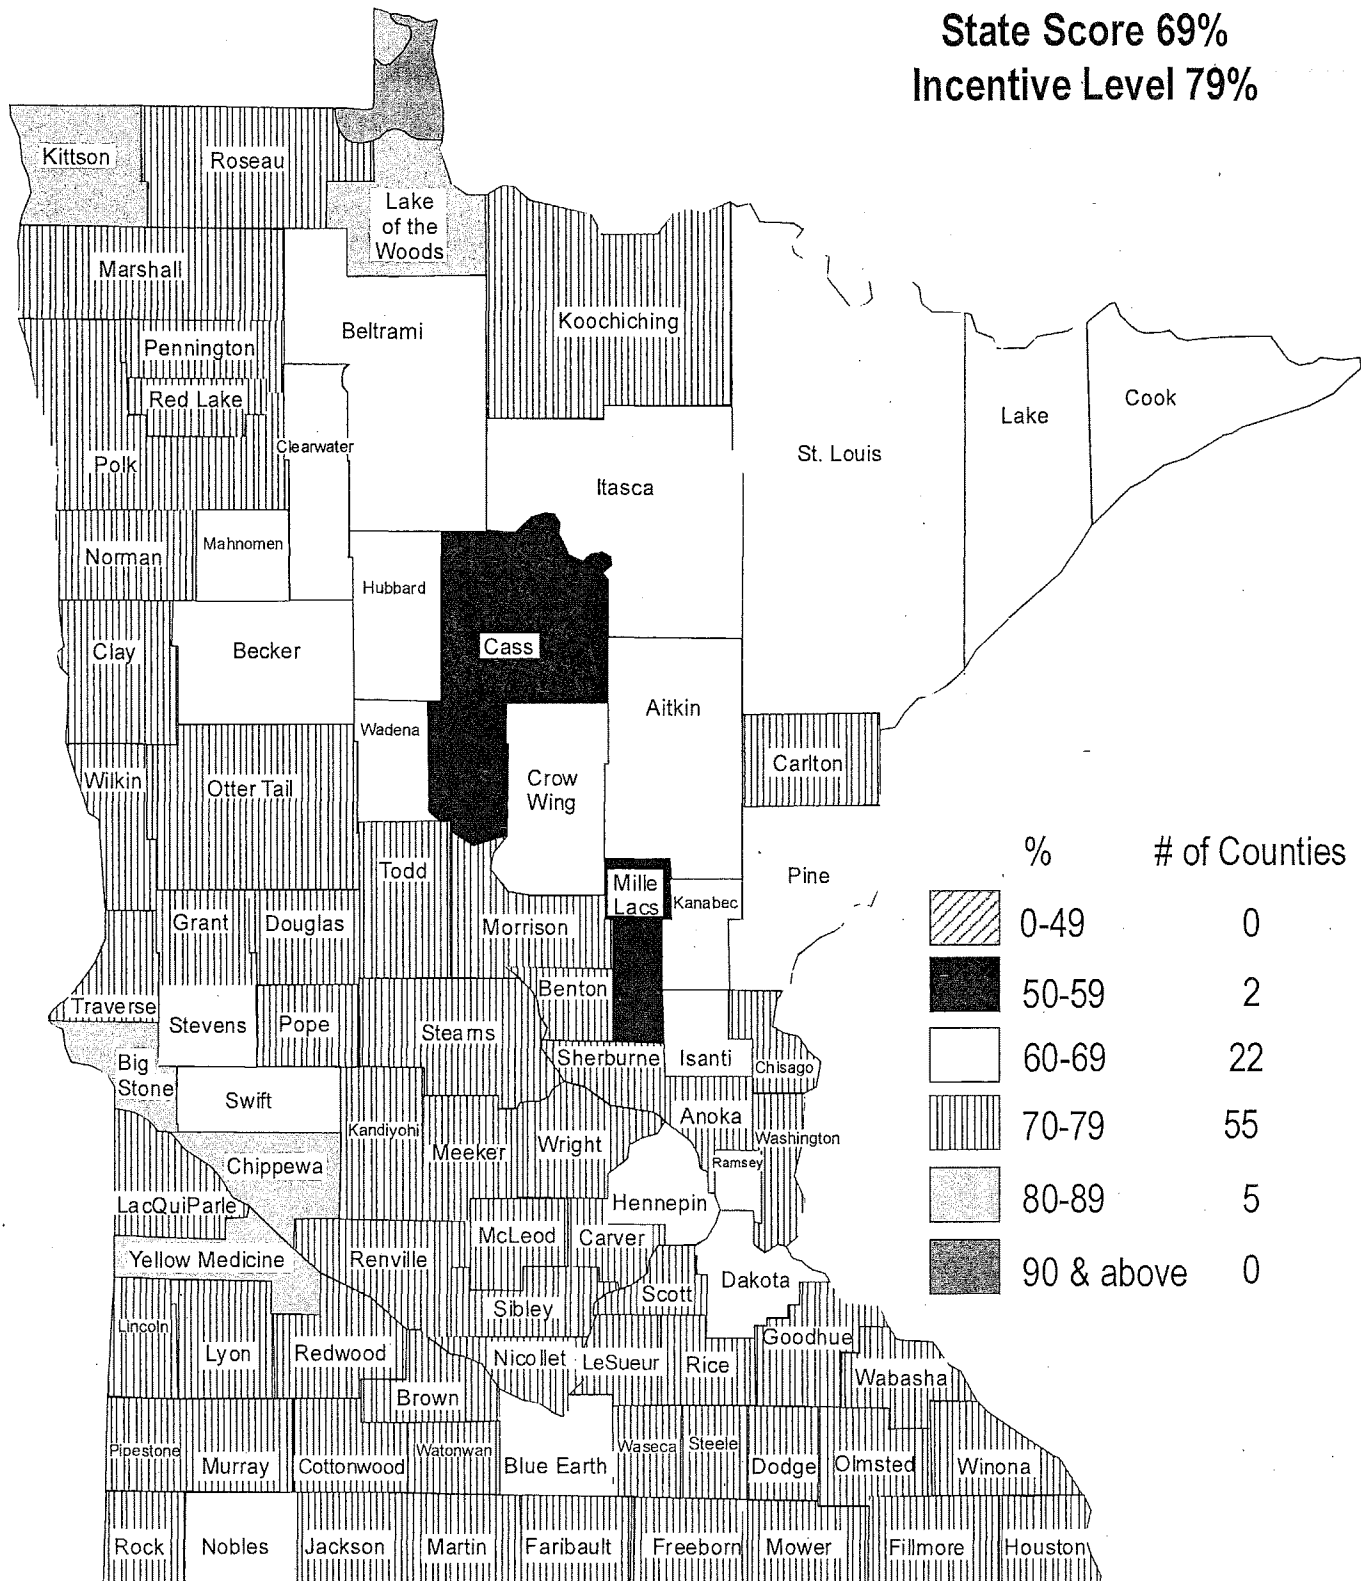 State Score 69%
Incentive Level 79%
Kittson
Roseau
Lake
of the
Woods
Marshall
Beltrami
Koochiching
Pennington
Red Lake
Clearwater
Polk
St. Louis
Lake
Cook
Itasca
Norman
Mahnomen
Hubbard
Cass
Clay
Becker
Aitkin
Wadena
Carlton
Wilkin
Otter Tail
Crow
Wing
Todd
Mille
Lacs
Kanabec
Pine
Grant
Douglas
Morrison
Benton
Traverse
Stevens
Pope
Stearns
Big
Stone
Sherburne
Isanti
Chisago
Swift
Kandiyohi
Anoka
Washington
Meeker
Wright
Ramsey
Chippewa
LacQuiParle
Hennepin
McLeod
Carver
Yellow Medicine
Renville
Dakota
Scott
Sibley
Lincoln
Lyon
Redwood
Nicollet
LeSueur
Rice
Goodhue
Wabasha
Brown
Pipestone
Murray
Cottonwood
Watonwan
Blue Earth
Waseca
Steele
Dodge
Olmsted
Winona
Rock
Nobles
Jackson
Martin
Faribault
Freeborn
Mower
Fillmore
Houston
% # of Counties
0-49 0
50-59 2
60-69 22
70-79 55
80-89 5
90 & above 0